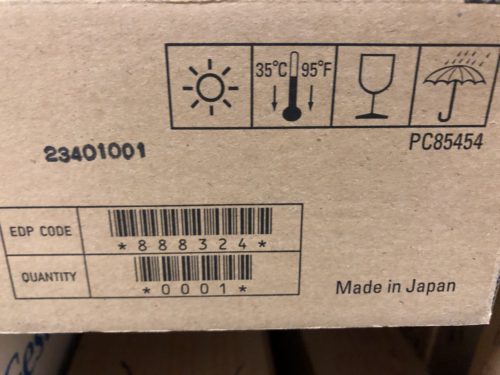 35°C 95°F
PC85454
23401001
EDP CODE
*888324*
QUANTITY
*0001*
Made in Japan